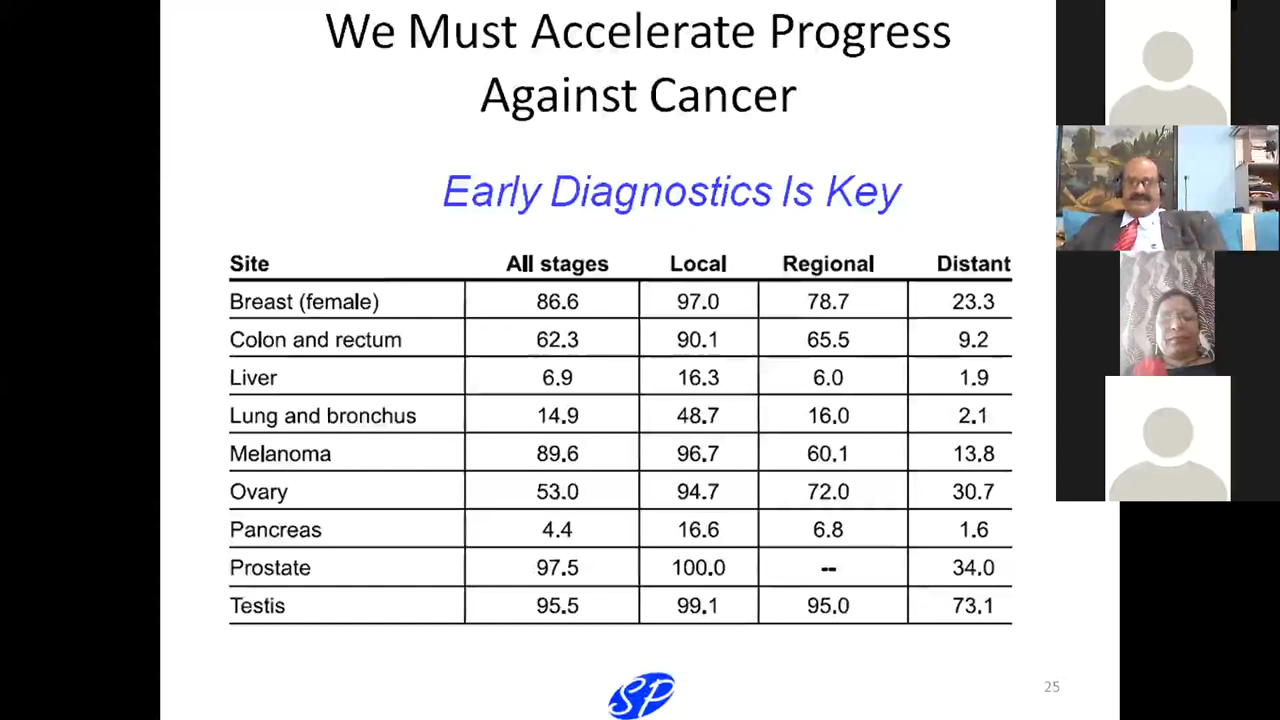 We Must Accelerate Progress
Against Cancer
Early Diagnostics Is Key
Site All stages Local Regional Distant
Breast (female) 86.6 97.0 78.7 23.3
Colon and rectum 62.3 90.1 65.5 9.2
Liver 6.9 16.3 6.0 1.9
Lung and bronchus 14.9 48.7 16.0 2.1
Melanoma 89.6 96.7 60.1 13.8
Ovary 53.0 94.7 72.0 30.7
Pancreas 4.4 16.6 6.8 1.6
Prostate 97.5 100.0 -- 34.0
Testis 95.5 99.1 95.0 73.1
SP
25